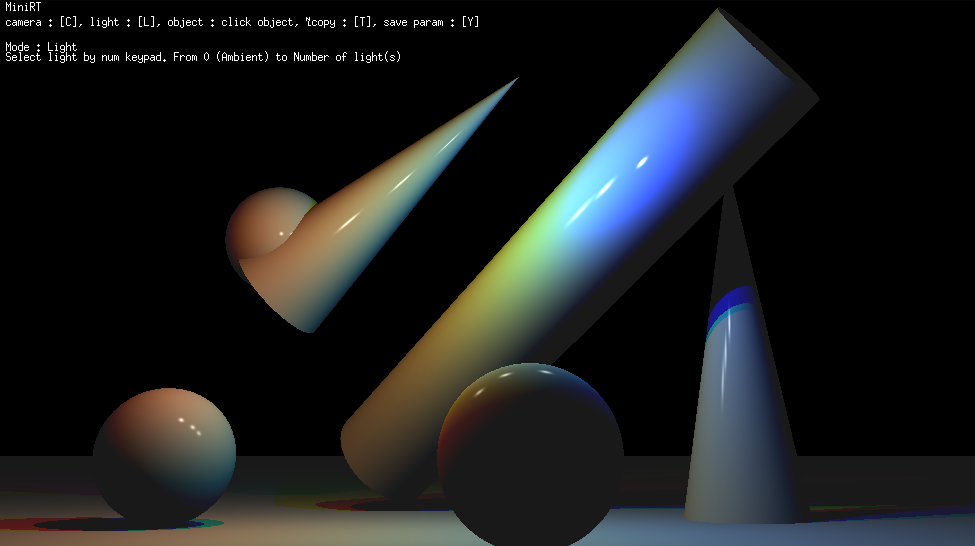 MiniRT
camera : [C], light : [L], object : click object, copy : [T], save param : [Y]
Mode : Light
Select light by num keypad. From 0 (Ambient) to Number of light(s)